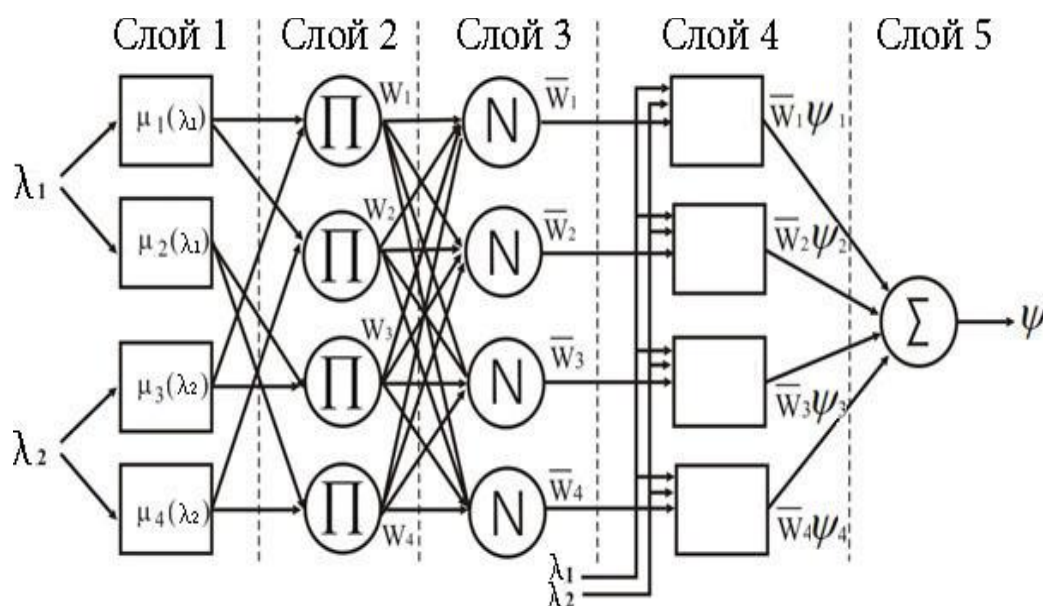 Слой 1 Слой 2 Слой 3 Слой 4 Слой 5
μ₁(λ₁) Π W₁ N W̅₁ W̅₁ψ₁
λ₁
μ₂(λ₁) Π W₂ N W̅₂ W̅₂ψ₂
Σ ψ
μ₃(λ₂) Π W₃ N W̅₃ W̅₃ψ₃
λ₂
μ₄(λ₂) Π W₄ N W̅₄ W̅₄ψ₄
λ₁
λ₂